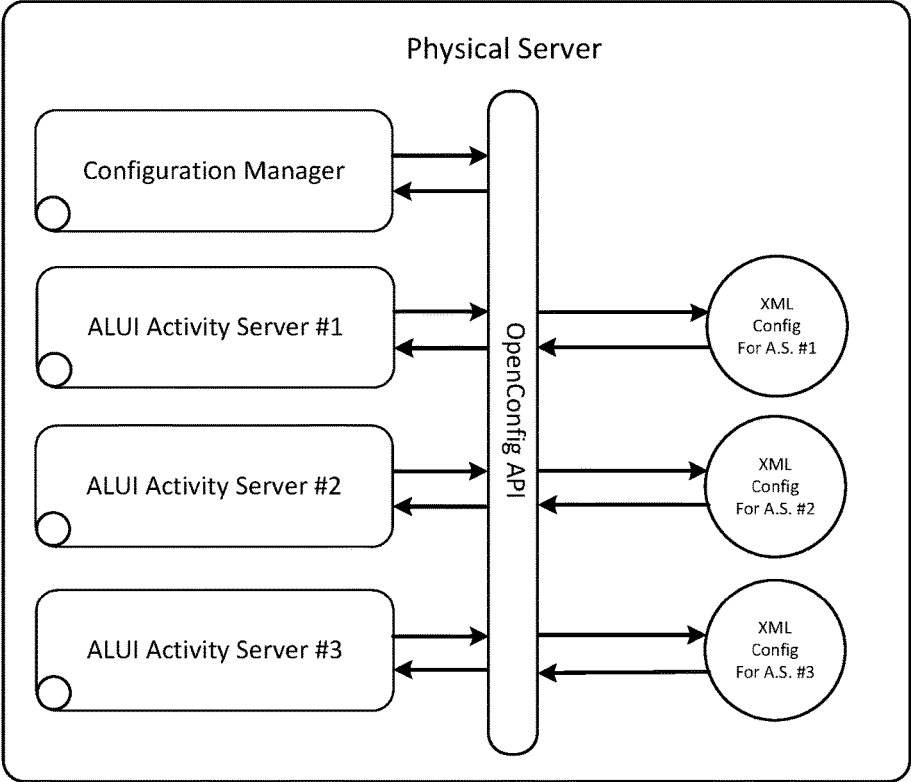 Physical Server
Configuration Manager
ALUI Activity Server #1
ALUI Activity Server #2
ALUI Activity Server #3
OpenConfig API
XML
Config
For A.S. #1
XML
Config
For A.S. #2
XML
Config
For A.S. #3